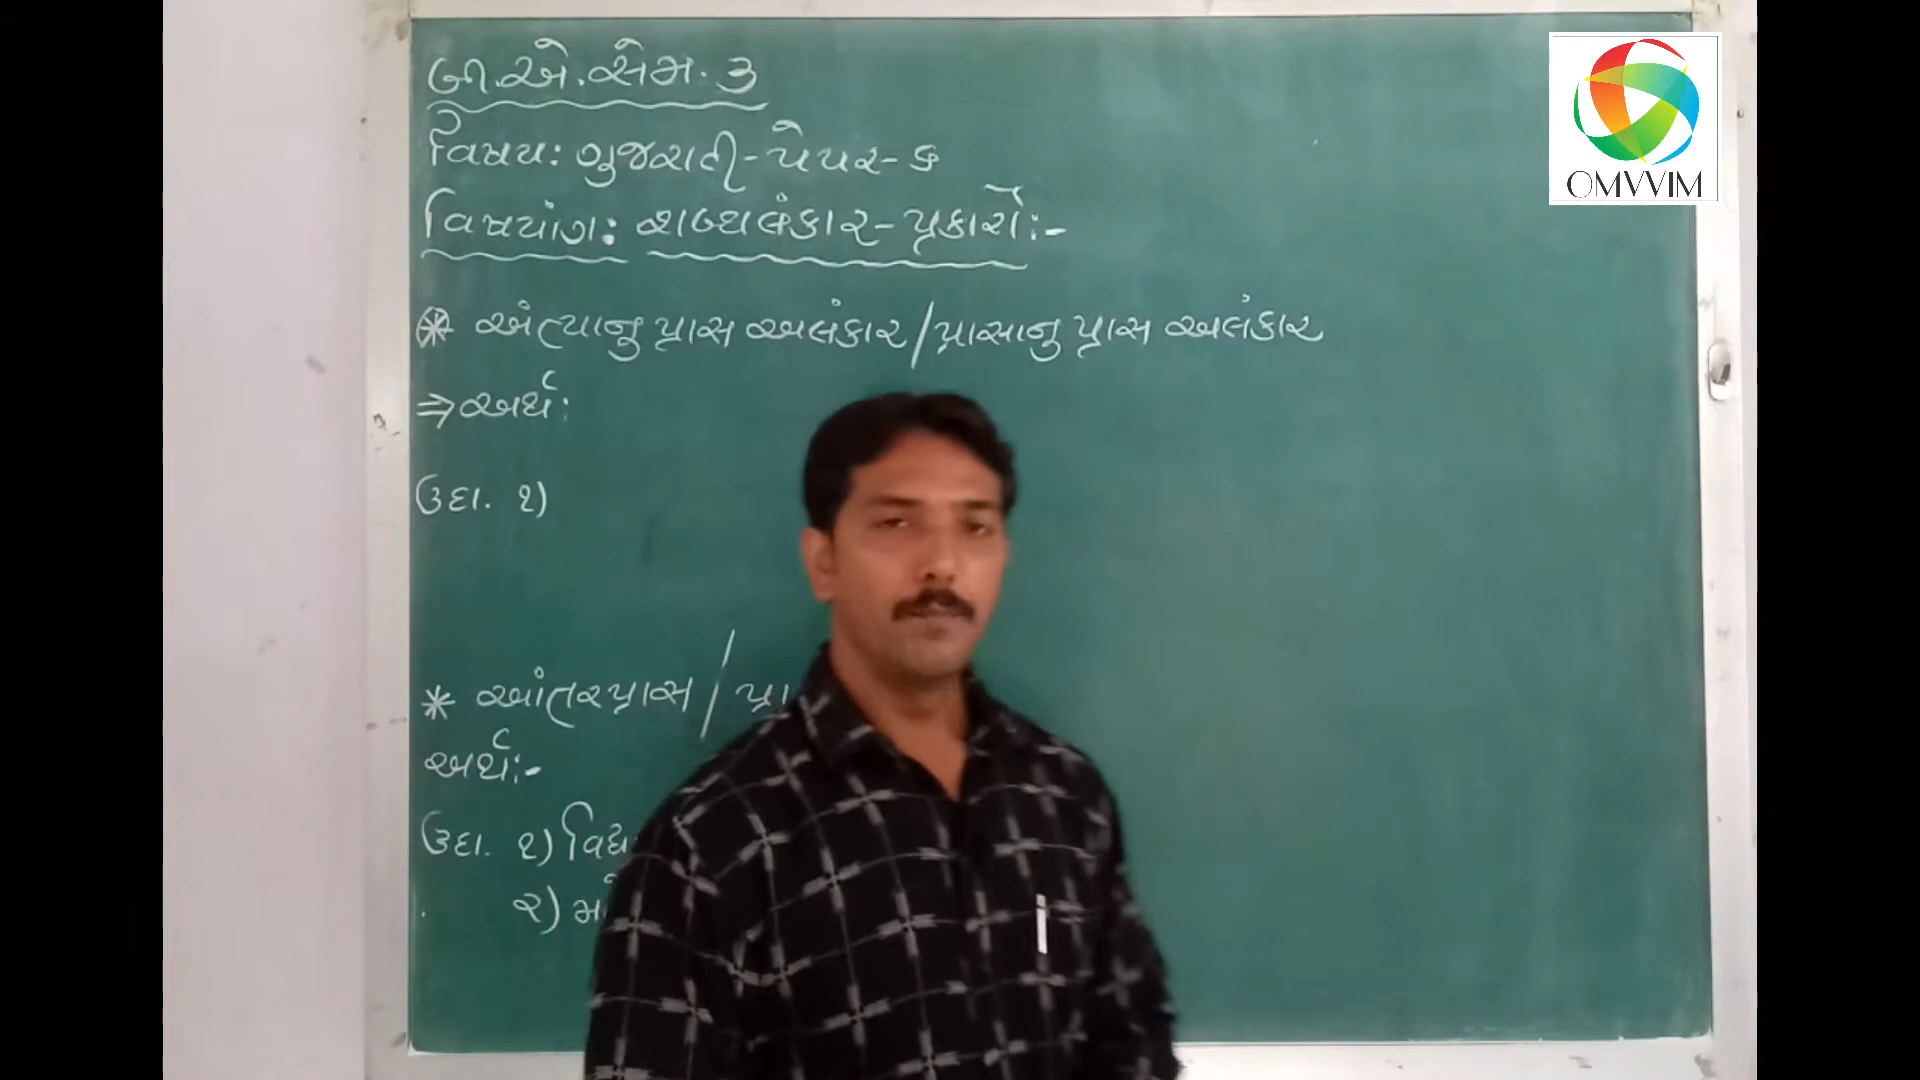 બી.એ.સેમ. ૩
વિષય: ગુજરાતી-પેપર-૬
વિષયાંગ: શબ્દાલંકાર-પ્રકારો:-
* અંત્યાનુપ્રાસ અલંકાર/પ્રાસાનુપ્રાસ અલંકાર
⇒અર્થ:
ઉદા. ૧)
* આંતરપ્રાસ/
અર્થ:-
ઉદા. ૧)
૨)
OMVVIM